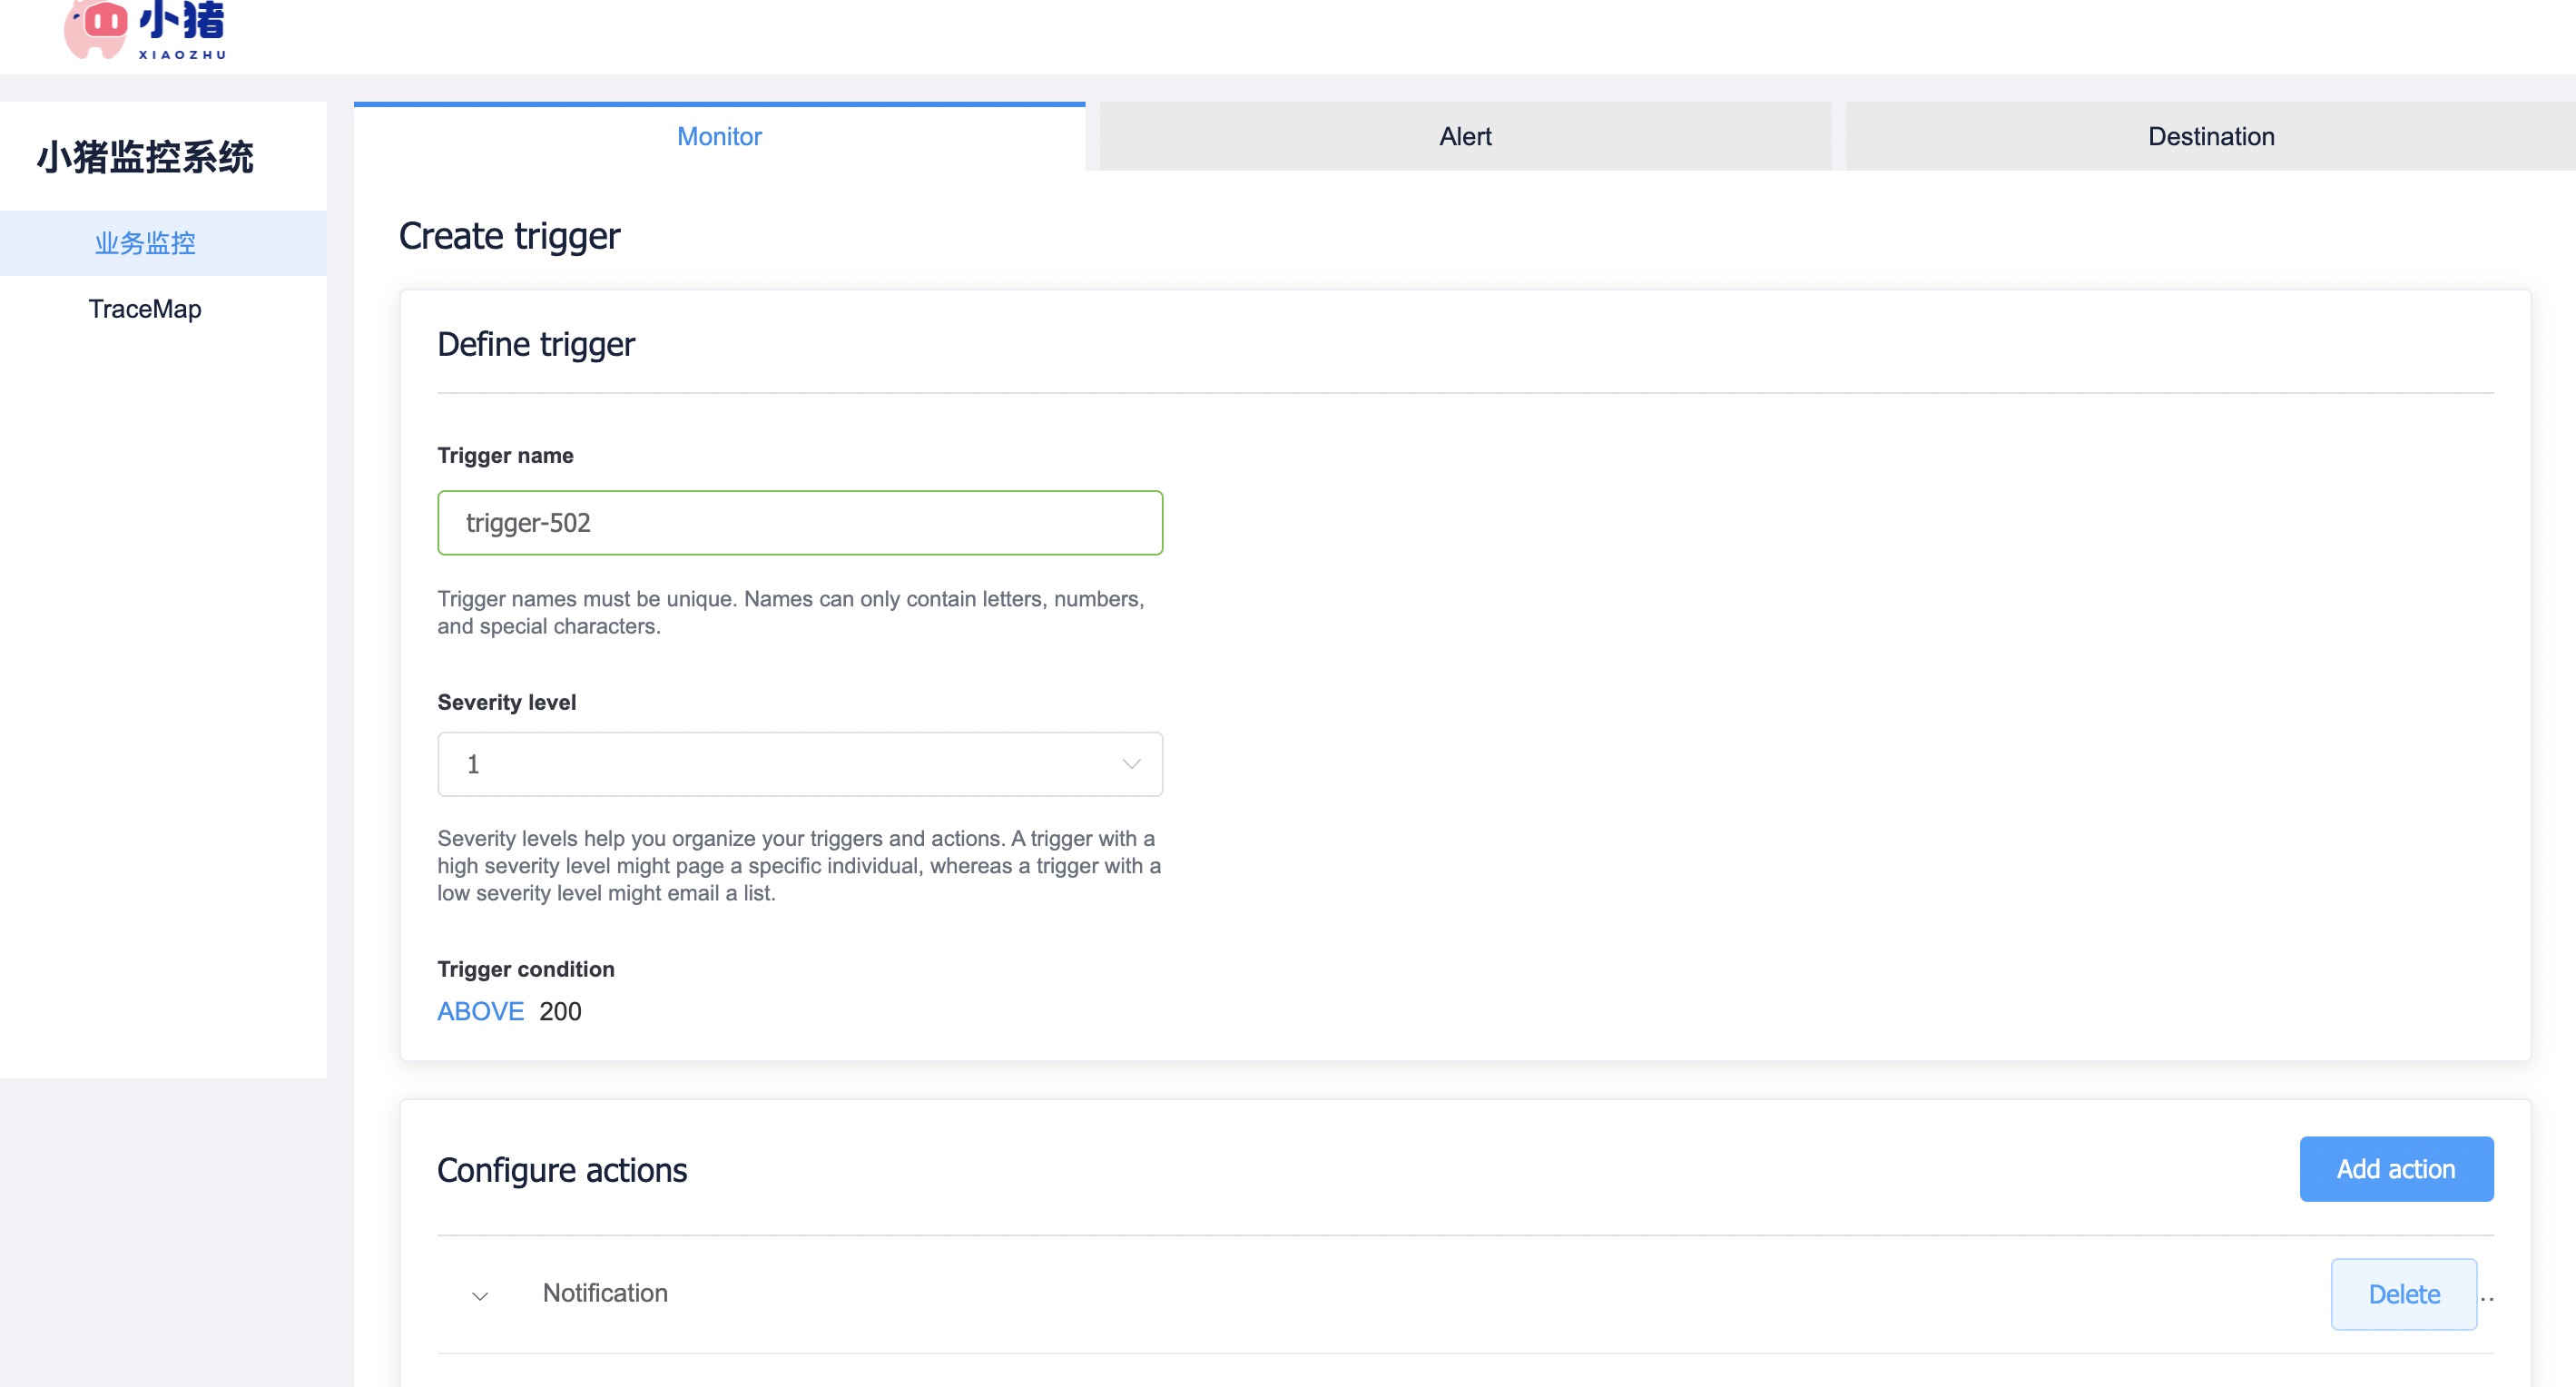 小猪
XIAOZHU
小猪监控系统
业务监控
TraceMap
Monitor
Alert
Destination
Create trigger
Define trigger
Trigger name
trigger-502
Trigger names must be unique. Names can only contain letters, numbers,
and special characters.
Severity level
1
Severity levels help you organize your triggers and actions. A trigger with a
high severity level might page a specific individual, whereas a trigger with a
low severity level might email a list.
Trigger condition
ABOVE 200
Configure actions
Add action
Notification
Delete ..